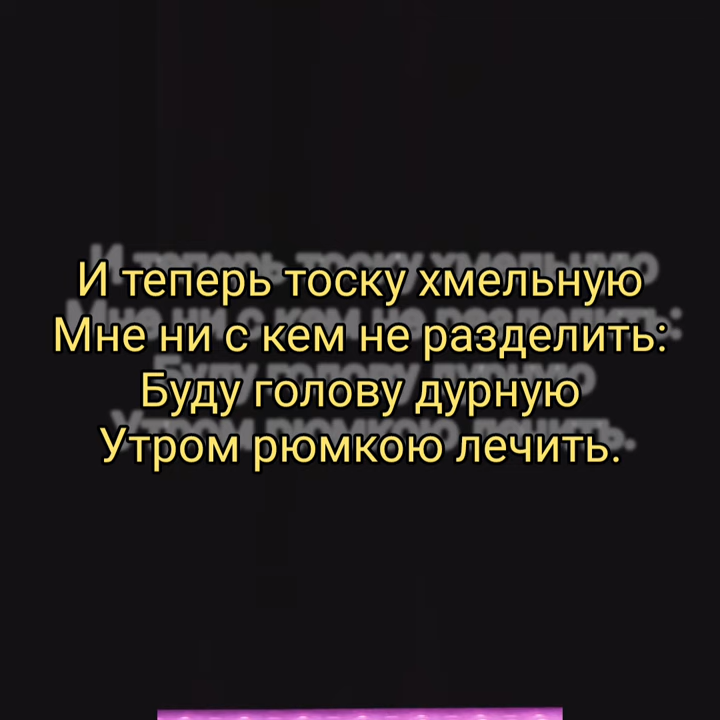 И теперь тоску хмельную
Мне ни с кем не разделить:
Буду голову дурную
Утром рюмкою лечить.